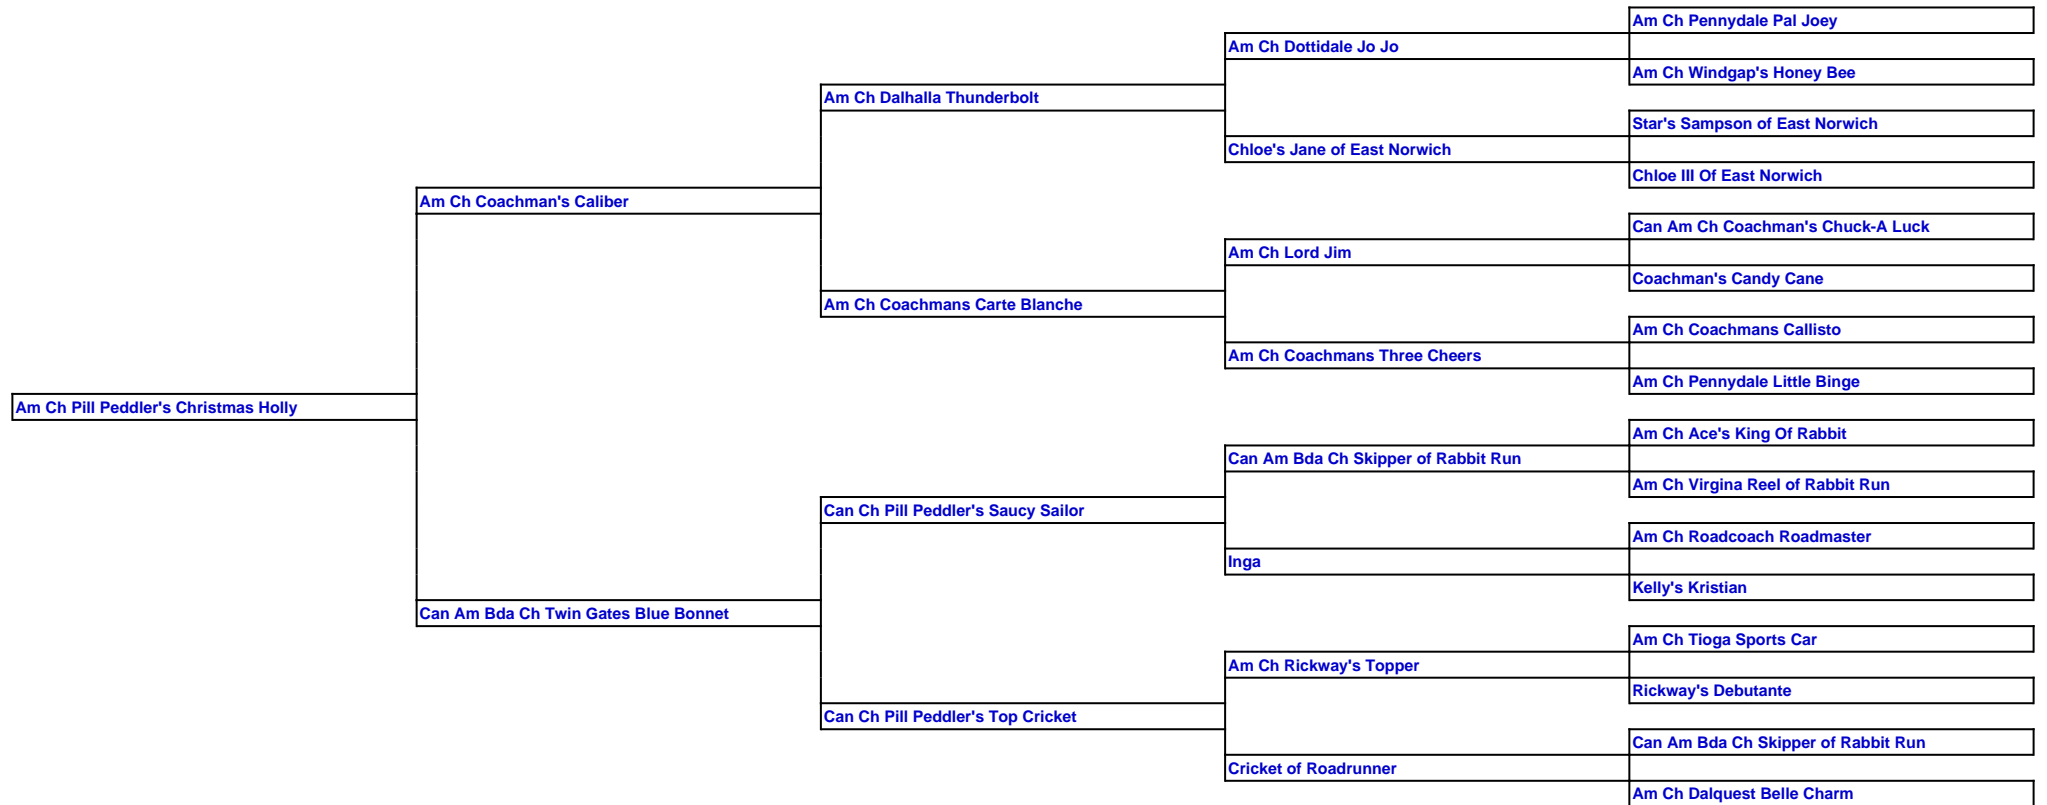 Am Ch Pennydale Pal Joey
Am Ch Dottidale Jo Jo
Am Ch Windgap's Honey Bee
Am Ch Dalhalla Thunderbolt
Star's Sampson of East Norwich
Chloe's Jane of East Norwich
Chloe III Of East Norwich
Am Ch Coachman's Caliber
Can Am Ch Coachman's Chuck-A Luck
Am Ch Lord Jim
Coachman's Candy Cane
Am Ch Coachmans Carte Blanche
Am Ch Coachmans Callisto
Am Ch Coachmans Three Cheers
Am Ch Pennydale Little Binge
Am Ch Pill Peddler's Christmas Holly
Am Ch Ace's King Of Rabbit
Can Am Bda Ch Skipper of Rabbit Run
Am Ch Virgina Reel of Rabbit Run
Can Ch Pill Peddler's Saucy Sailor
Am Ch Roadcoach Roadmaster
Inga
Kelly's Kristian
Can Am Bda Ch Twin Gates Blue Bonnet
Am Ch Tioga Sports Car
Am Ch Rickway's Topper
Rickway's Debutante
Can Ch Pill Peddler's Top Cricket
Can Am Bda Ch Skipper of Rabbit Run
Cricket of Roadrunner
Am Ch Dalquest Belle Charm